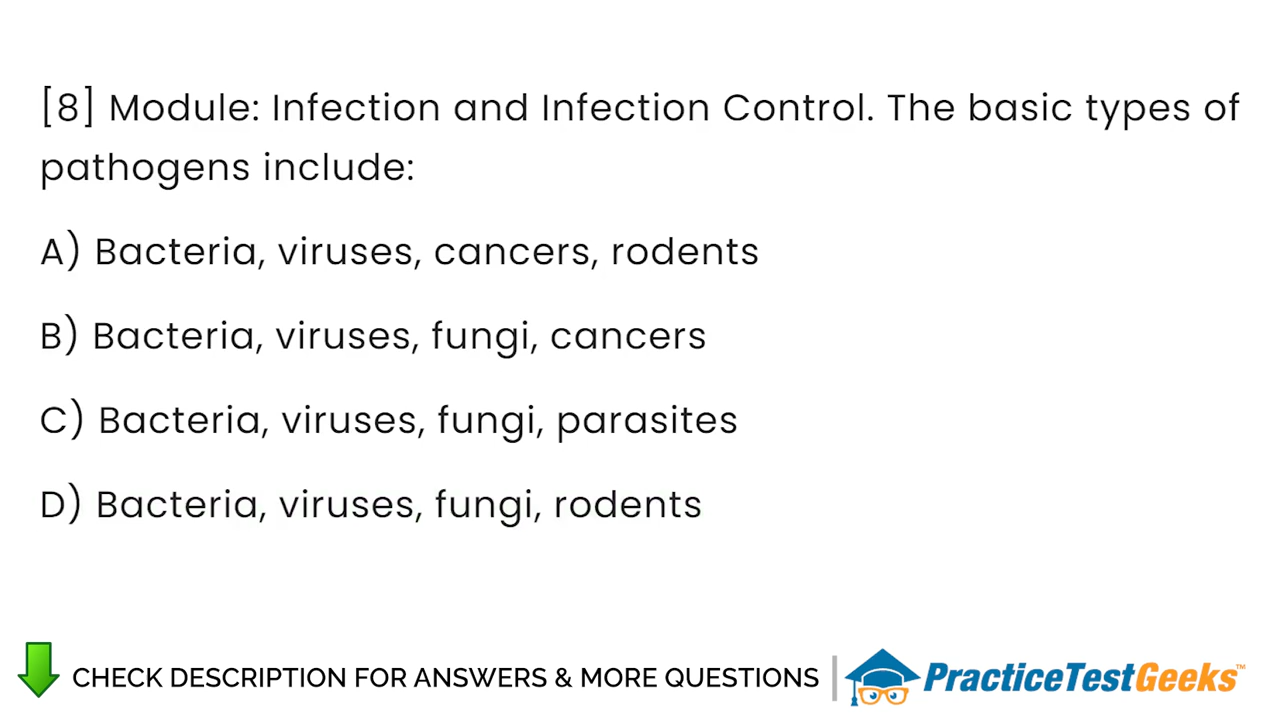 [8] Module: Infection and Infection Control. The basic types of
pathogens include:
A) Bacteria, viruses, cancers, rodents
B) Bacteria, viruses, fungi, cancers
C) Bacteria, viruses, fungi, parasites
D) Bacteria, viruses, fungi, rodents
CHECK DESCRIPTION FOR ANSWERS & MORE QUESTIONS
PracticeTestGeeks™